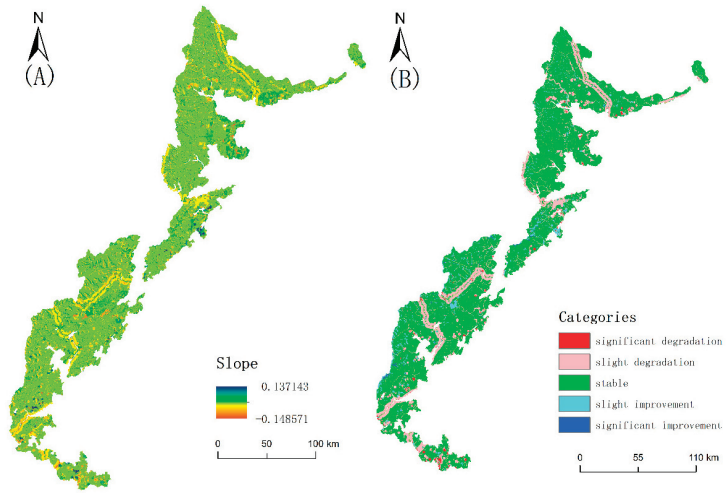 N
(A)
N
(B)
Slope
0.137143
-0.148571
0 50 100 km
Categories
significant degradation
slight degradation
stable
slight improvement
significant improvement
0 55 110 km